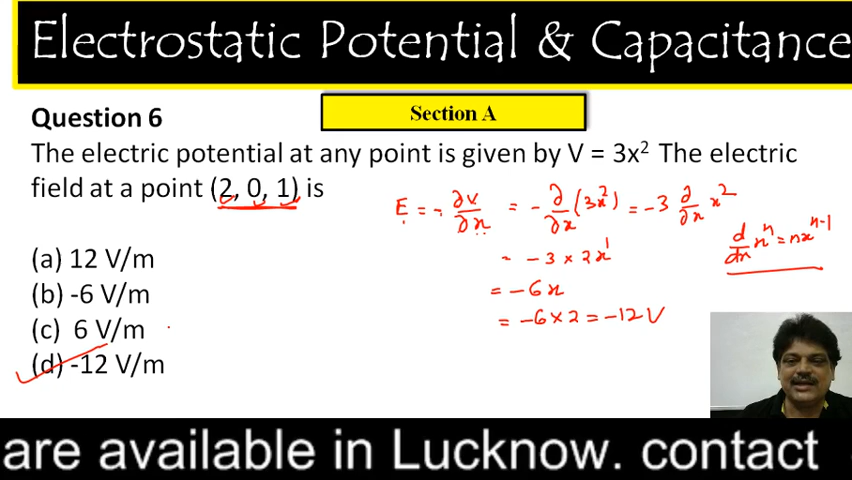 Electrostatic Potential & Capacitance
Section A
Question 6
The electric potential at any point is given by V = 3x² The electric
field at a point (2, 0, 1) is
E = - ∂V/∂x = - ∂/∂x (3x²) = -3 ∂/∂x x²
d/dx xⁿ = nxⁿ⁻¹
= -3 × 2x¹
= -6x
= -6×2 = -12 V
(a) 12 V/m
(b) -6 V/m
(c) 6 V/m
(d) -12 V/m
are available in Lucknow. contact